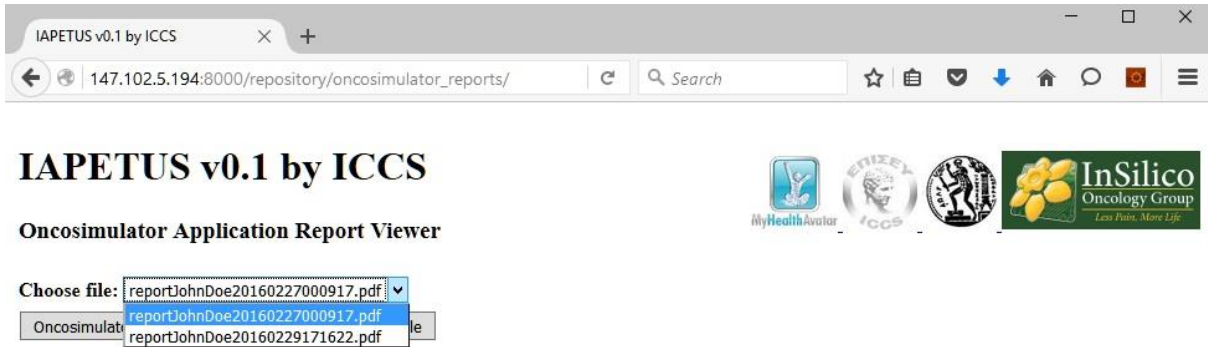 IAPETUS v0.1 by ICCS
147.102.5.194:8000/repository/oncosimulator_reports/
Search
IAPETUS v0.1 by ICCS
MyHealthAvatar
ΕΠΙΣΕΥ
ICCS
InSilico
Oncology Group
Less Pain, More Life
Oncosimulator Application Report Viewer
Choose file: reportJohnDoe20160227000917.pdf
reportJohnDoe20160227000917.pdf
Oncosimulat le
reportJohnDoe20160229171622.pdf